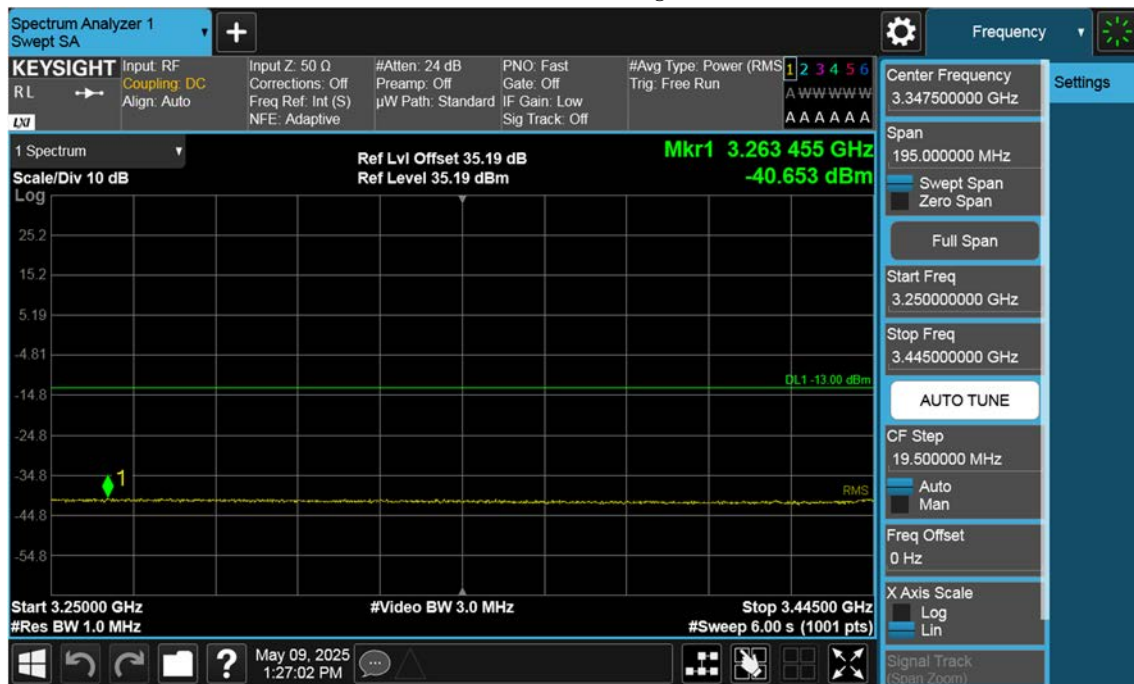 Spectrum Analyzer 1
Swept SA
+
Frequency
KEYSIGHT
RL
LXI
Input: RF
Coupling: DC
Align: Auto
Input Z: 50 Ω
Corrections: Off
Freq Ref: Int (S)
NFE: Adaptive
#Atten: 24 dB
Preamp: Off
µW Path: Standard
PNO: Fast
Gate: Off
IF Gain: Low
Sig Track: Off
#Avg Type: Power (RMS
Trig: Free Run
1 2 3 4 5 6
A W W W W W
A A A A A A
1 Spectrum
Scale/Div 10 dB
Ref Lvl Offset 35.19 dB
Ref Level 35.19 dBm
Mkr1 3.263 455 GHz
-40.653 dBm
Log
25.2
15.2
5.19
-4.81
-14.8
-24.8
-34.8
-44.8
-54.8
DL1 -13.00 dBm
1
RMS
Start 3.25000 GHz
#Res BW 1.0 MHz
#Video BW 3.0 MHz
Stop 3.44500 GHz
#Sweep 6.00 s (1001 pts)
?
May 09, 2025
1:27:02 PM
Center Frequency
3.347500000 GHz
Span
195.000000 MHz
Swept Span
Zero Span
Full Span
Start Freq
3.250000000 GHz
Stop Freq
3.445000000 GHz
AUTO TUNE
CF Step
19.500000 MHz
Auto
Man
Freq Offset
0 Hz
X Axis Scale
Log
Lin
Signal Track
(Span Zoom)
Settings